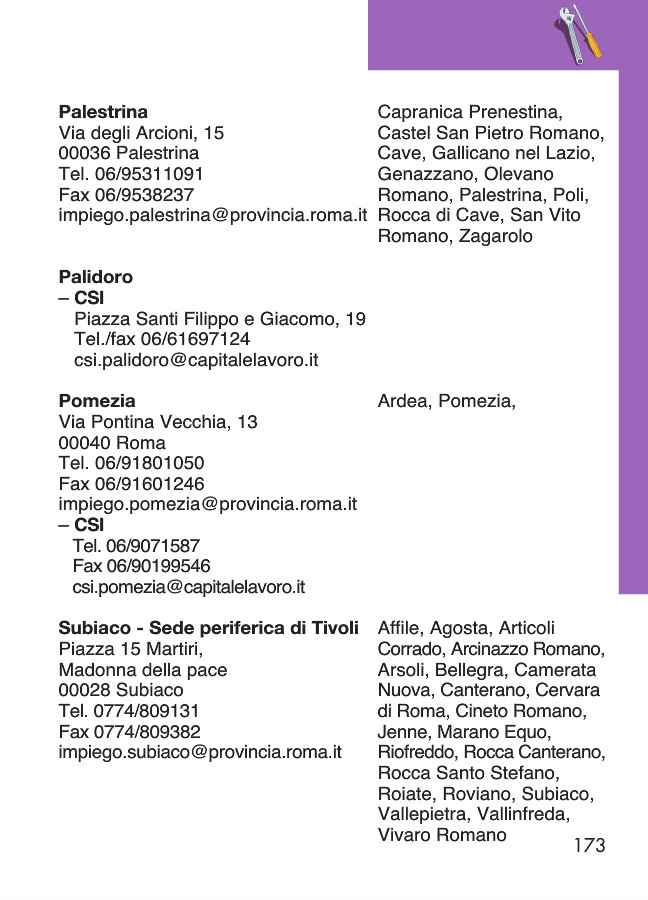 Palestrina
Via degli Arcioni, 15
00036 Palestrina
Tel. 06/95311091
Fax 06/9538237
impiego.palestrina@provincia.roma.it
Capranica Prenestina,
Castel San Pietro Romano,
Cave, Gallicano nel Lazio,
Genazzano, Olevano
Romano, Palestrina, Poli,
Rocca di Cave, San Vito
Romano, Zagarolo
Palidoro
– CSI
Piazza Santi Filippo e Giacomo, 19
Tel./fax 06/61697124
csi.palidoro@capitalelavoro.it
Pomezia
Via Pontina Vecchia, 13
00040 Roma
Tel. 06/91801050
Fax 06/91601246
impiego.pomezia@provincia.roma.it
– CSI
Tel. 06/9071587
Fax 06/90199546
csi.pomezia@capitalelavoro.it
Ardea, Pomezia,
Subiaco - Sede periferica di Tivoli
Piazza 15 Martiri,
Madonna della pace
00028 Subiaco
Tel. 0774/809131
Fax 0774/809382
impiego.subiaco@provincia.roma.it
Affile, Agosta, Articoli
Corrado, Arcinazzo Romano,
Arsoli, Bellegra, Camerata
Nuova, Canterano, Cervara
di Roma, Cineto Romano,
Jenne, Marano Equo,
Riofreddo, Rocca Canterano,
Rocca Santo Stefano,
Roiate, Roviano, Subiaco,
Vallepietra, Vallinfreda,
Vivaro Romano
173